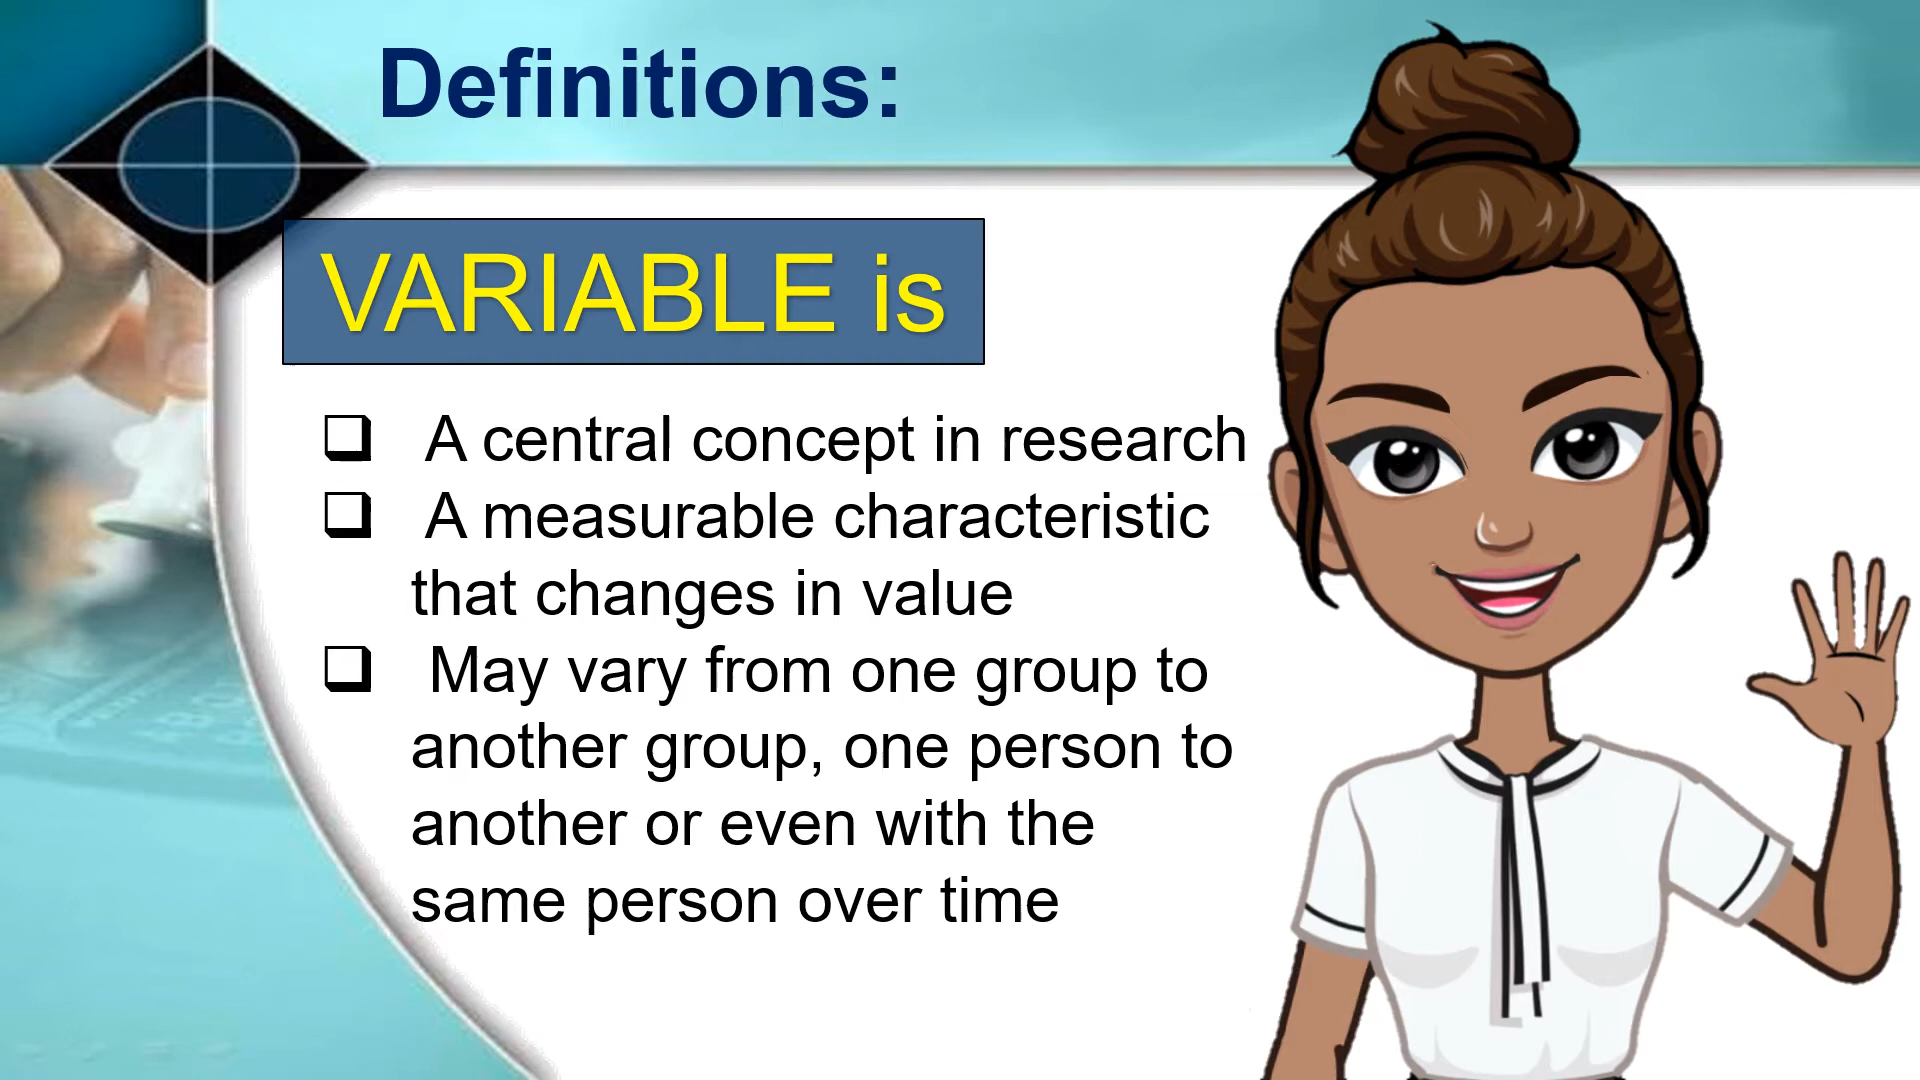 Definitions:
VARIABLE is
❑ A central concept in research
❑ A measurable characteristic
that changes in value
❑ May vary from one group to
another group, one person to
another or even with the
same person over time